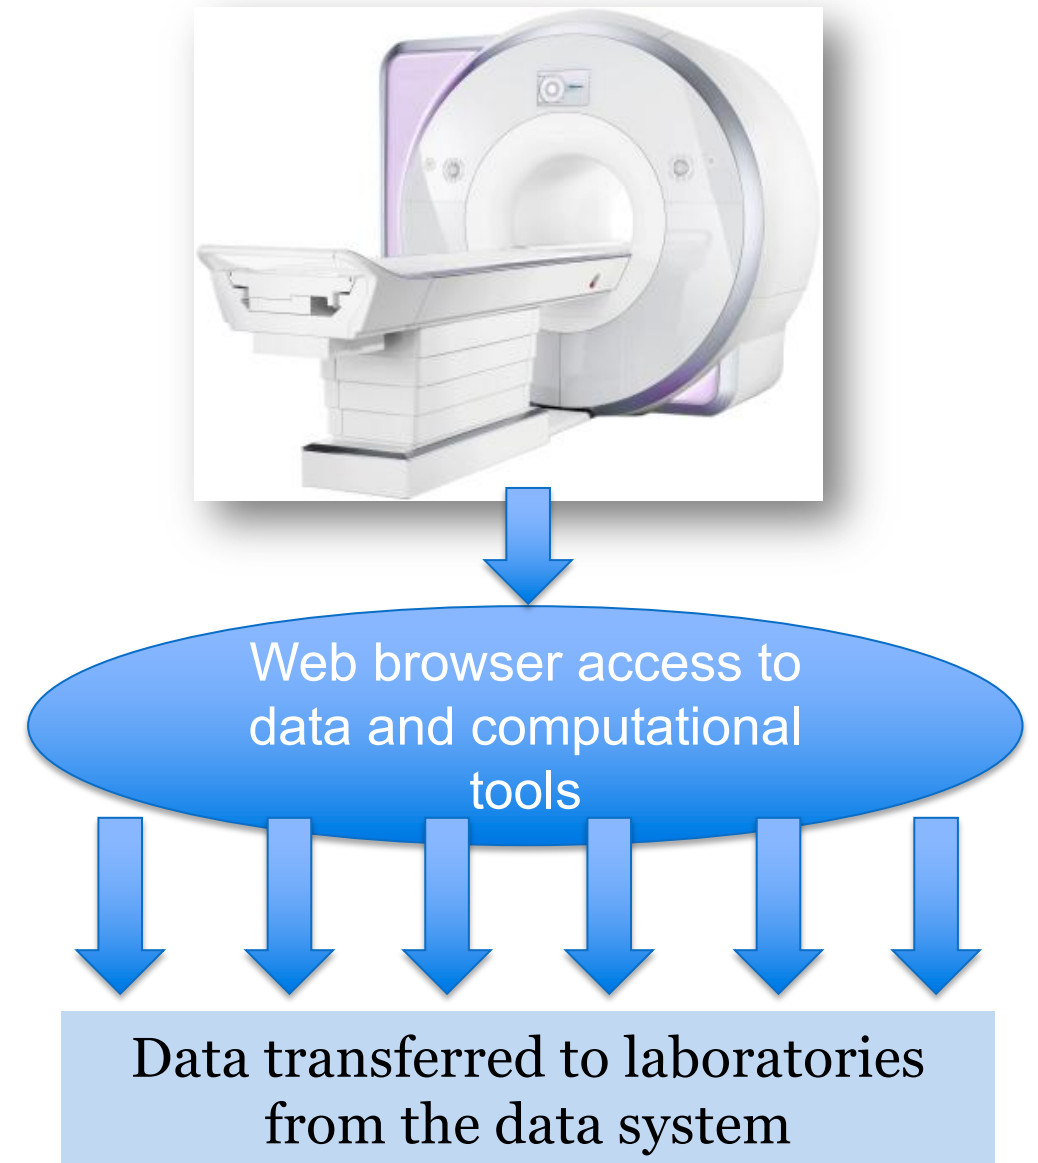 Web browser access to
data and computational
tools
Data transferred to laboratories
from the data system